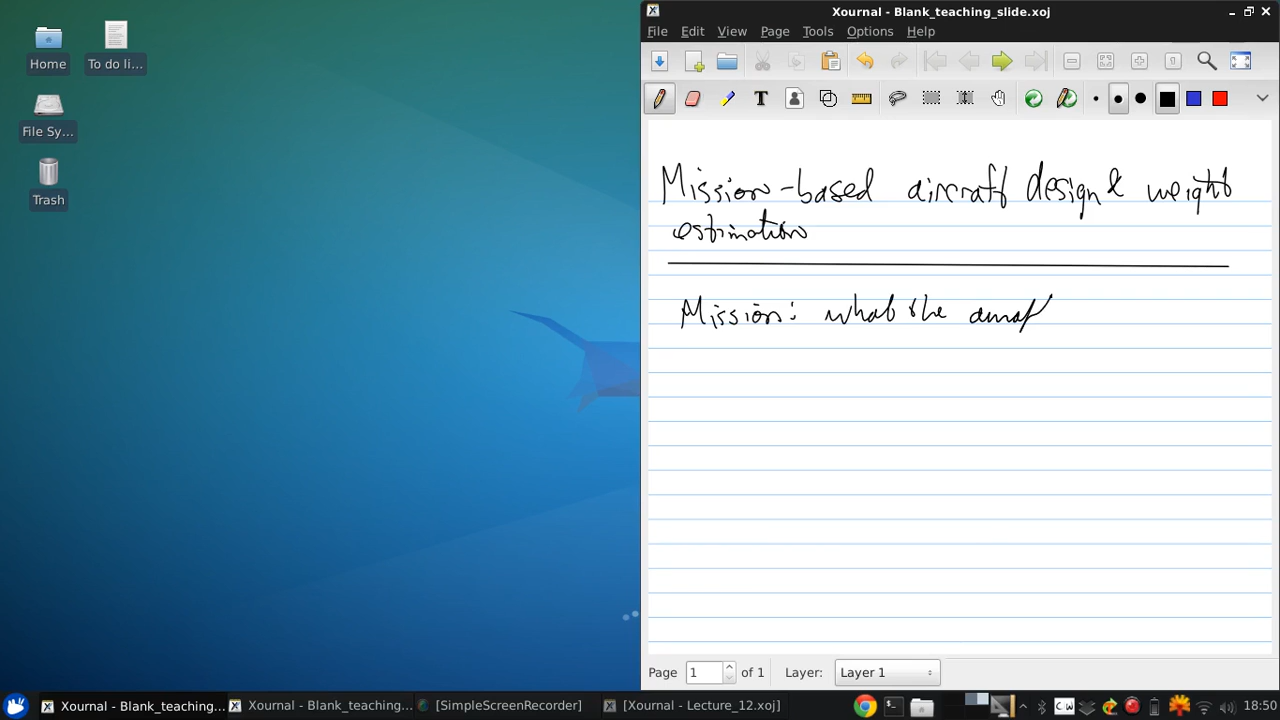 Home
To do li...
File Sy...
Trash
Xournal - Blank_teaching_slide.xoj
File Edit View Page Tools Options Help
Mission-based aircraft design & weight
estimation
Mission: what the
Page 1 of 1 Layer: Layer 1
Xournal - Blank_teaching... Xournal - Blank_teaching... [SimpleScreenRecorder] [Xournal - Lecture_12.xoj] 18:50